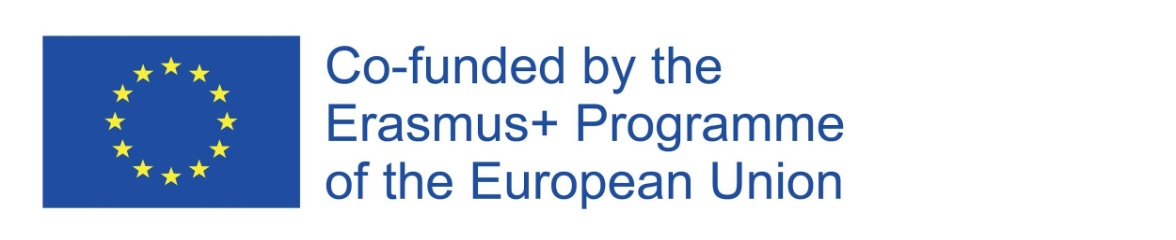 Co-funded by the
Erasmus+ Programme
of the European Union